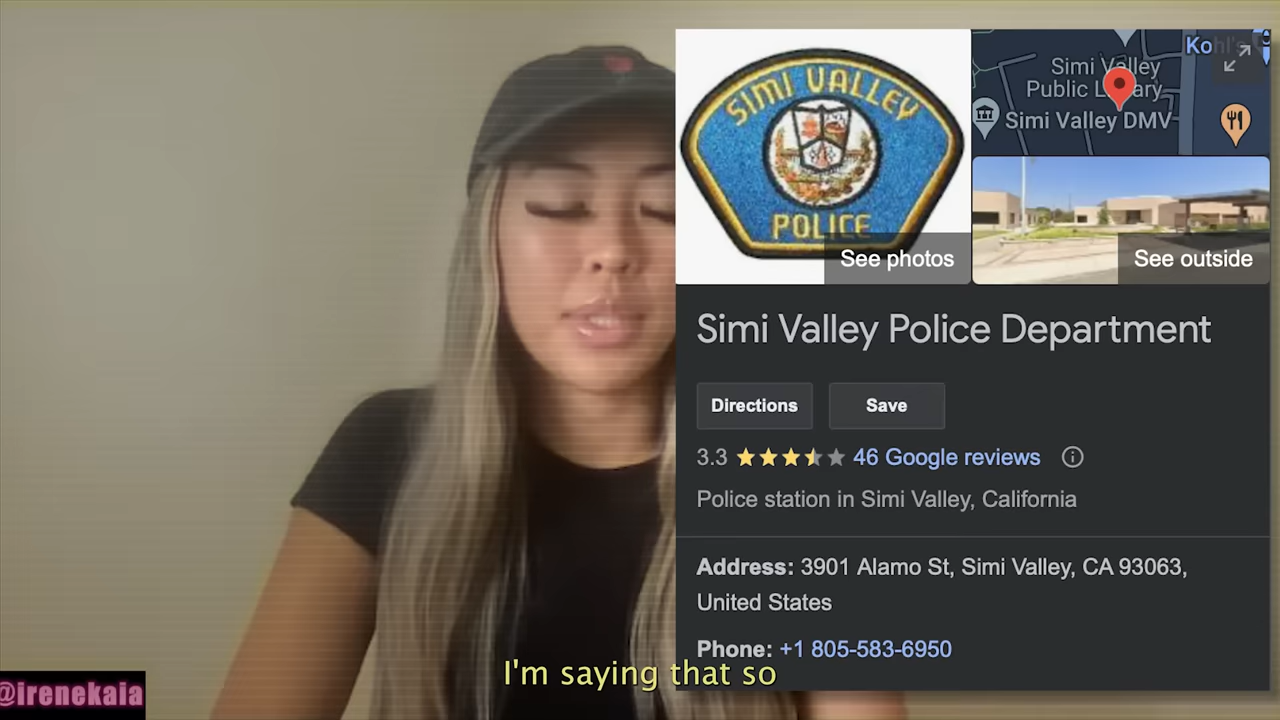 SIMI VALLEY
POLICE
See photos
Kohl's
Simi Valley
Public Library
Simi Valley DMV
See outside
Simi Valley Police Department
Directions
Save
3.3
46 Google reviews
Police station in Simi Valley, California
Address: 3901 Alamo St, Simi Valley, CA 93063,
United States
Phone: +1 805-583-6950
I'm saying that so
@irenekaia